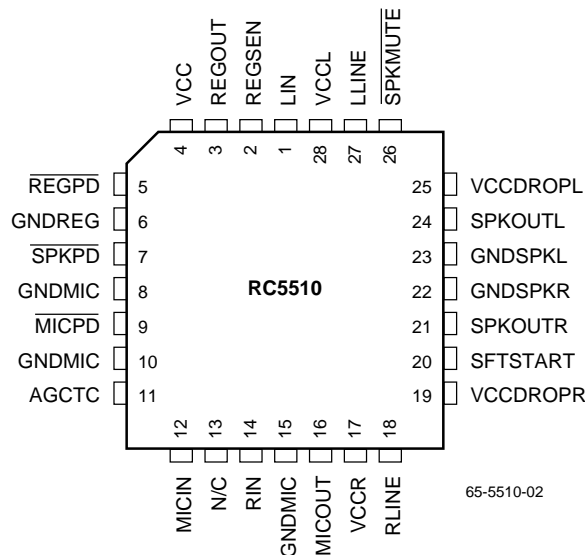 VCC
REGOUT
REGSEN
LIN
VCCL
LLINE
SPKMUTE
4
3
2
1
28
27
26
REGPD 5
GNDREG 6
SPKPD 7
GNDMIC 8
MICPD 9
GNDMIC 10
AGCTC 11
RC5510
25 VCCDROPL
24 SPKOUTL
23 GNDSPKL
22 GNDSPKR
21 SPKOUTR
20 SFTSTART
19 VCCDROPR
12
13
14
15
16
17
18
MICIN
N/C
RIN
GNDMIC
MICOUT
VCCR
RLINE
65-5510-02